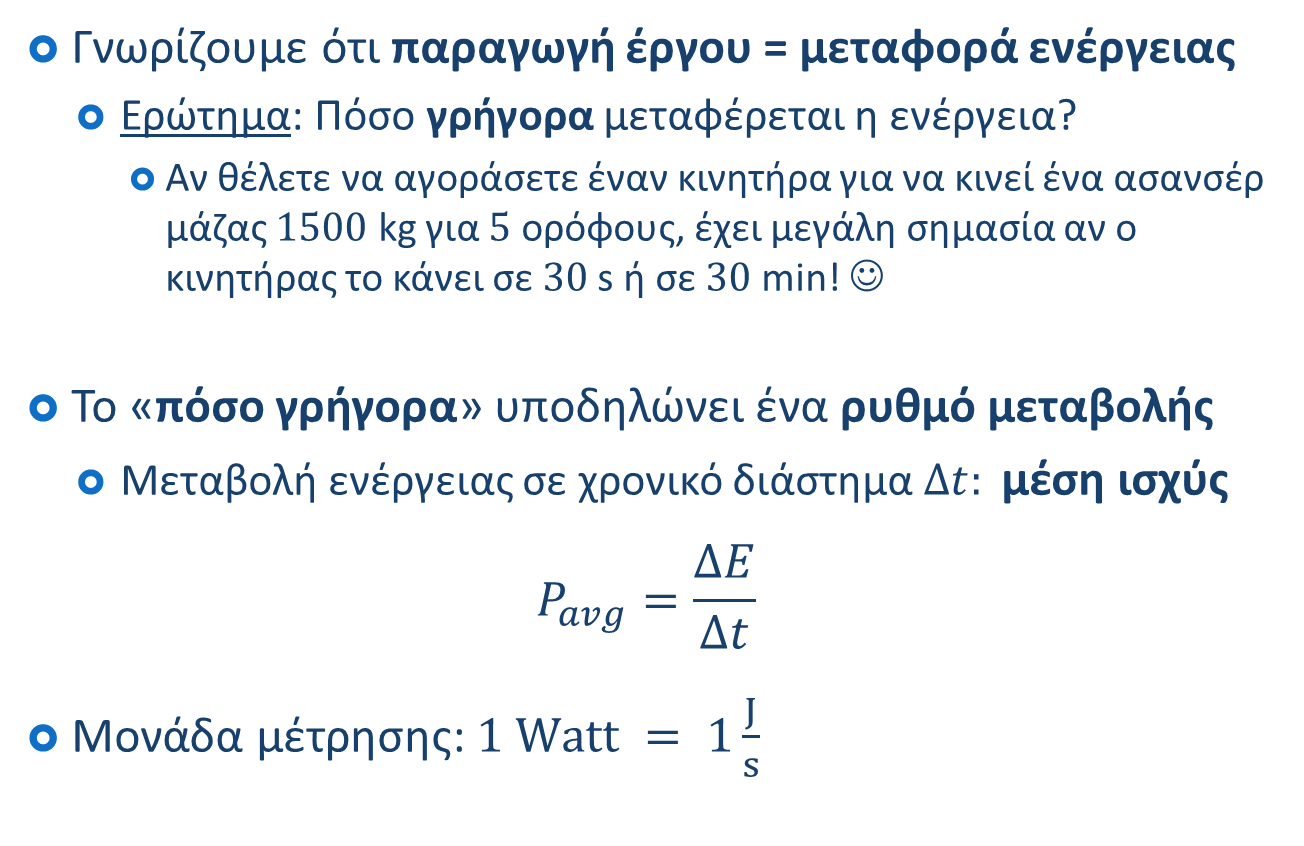 Γνωρίζουμε ότι παραγωγή έργου = μεταφορά ενέργειας
Ερώτημα: Πόσο γρήγορα μεταφέρεται η ενέργεια?
Αν θέλετε να αγοράσετε έναν κινητήρα για να κινεί ένα ασανσέρ
μάζας 1500 kg για 5 ορόφους, έχει μεγάλη σημασία αν ο
κινητήρας το κάνει σε 30 s ή σε 30 min! ☺
Το «πόσο γρήγορα» υποδηλώνει ένα ρυθμό μεταβολής
Μεταβολή ενέργειας σε χρονικό διάστημα Δt: μέση ισχύς
P_avg = ΔE/Δt
Μονάδα μέτρησης: 1 Watt = 1 J/s